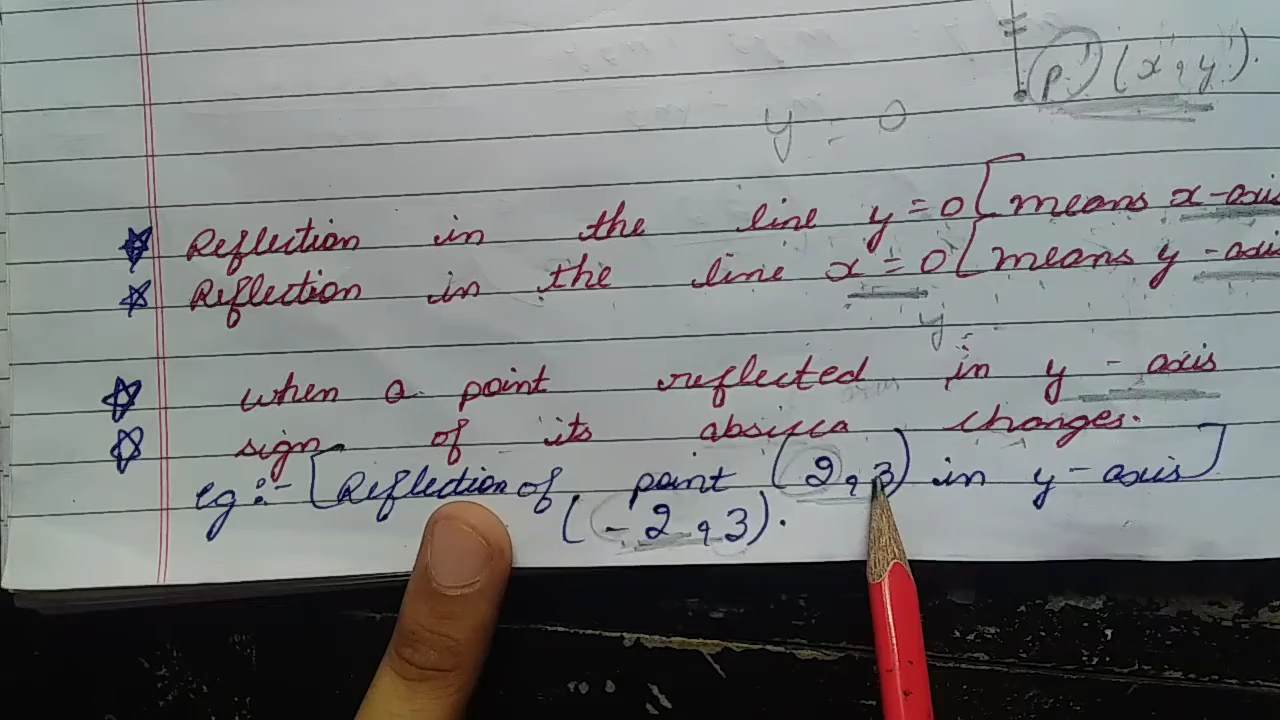 (P') (x, y).
y = 0
Reflection in the line y=0 [means x-axis
Reflection in the line x=0 [means y-axis
y
when a point reflected in y-axis
sign of its absissa changes.
eg:- [Reflection of point (2,3) in y-axis]
(-2,3).